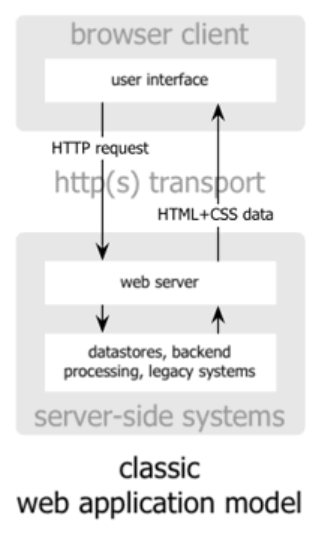 browser client
user interface
HTTP request
http(s) transport
HTML+CSS data
web server
datastores, backend
processing, legacy systems
server-side systems
classic
web application model